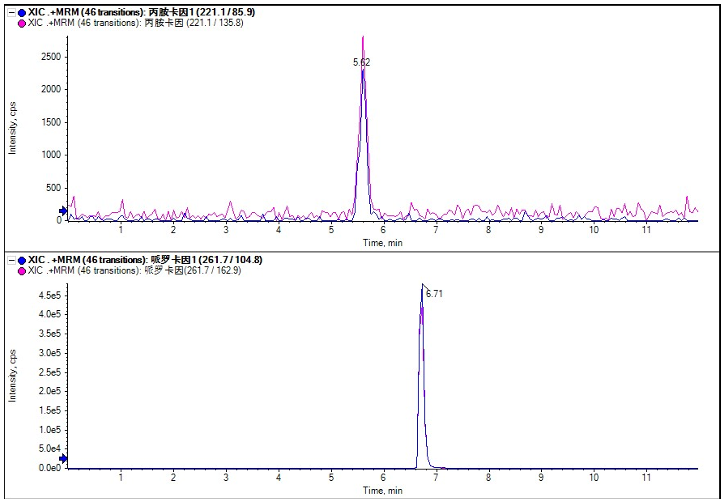 XIC .+MRM (46 transitions): 丙胺卡因1 (221.1 / 85.9)
XIC .+MRM (46 transitions): 丙胺卡因 (221.1 / 135.8)
5.62
2500
2000
1500
1000
500
0
Intensity, cps
1 2 3 4 5 6 7 8 9 10 11
Time, min
XIC .+MRM (46 transitions): 哌罗卡因1 (261.7 / 104.8)
XIC .+MRM (46 transitions): 哌罗卡因 (261.7 / 162.9)
6.71
4.5e5
4.0e5
3.5e5
3.0e5
2.5e5
2.0e5
1.5e5
1.0e5
5.0e4
0.0e0
Intensity, cps
1 2 3 4 5 6 7 8 9 10 11
Time, min